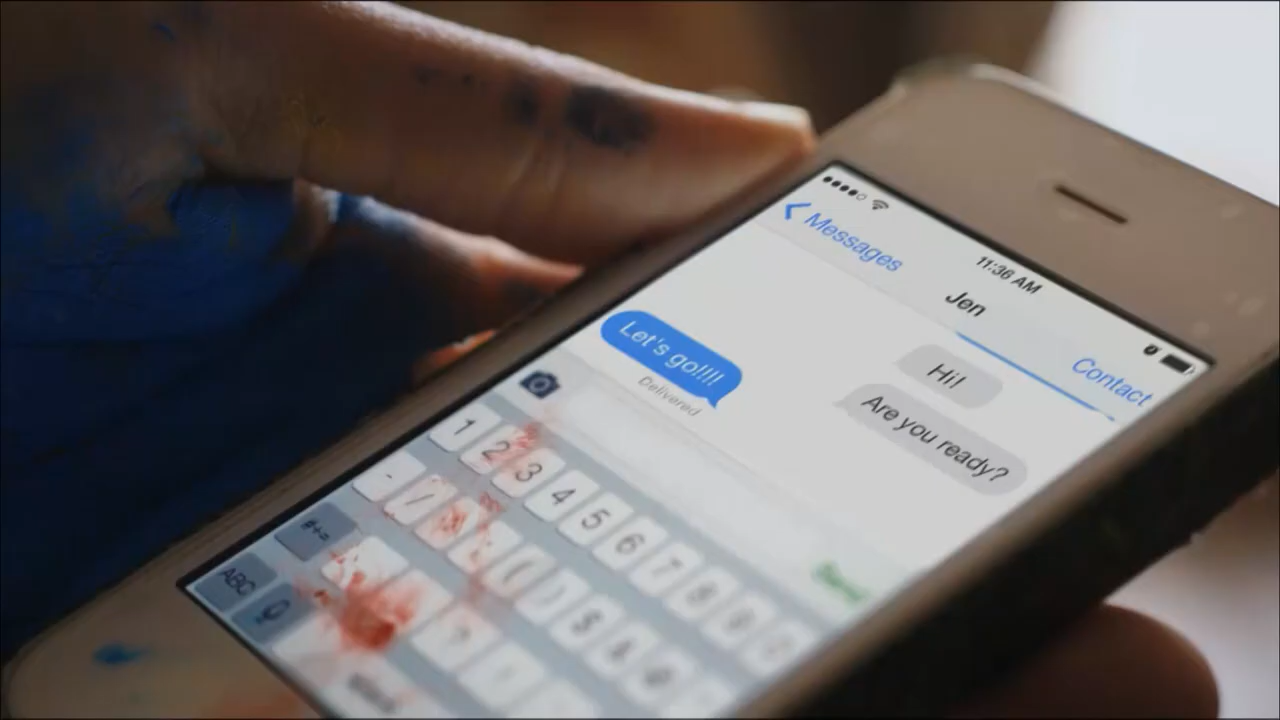 11:36 AM
Messages Jen Contact
Hi!
Are you ready?
Let's go!!!!
Delivered
Send
1 2 3 4 5 6 7 8 9 0
- / ( ) $ & @
#+= ? !
ABC